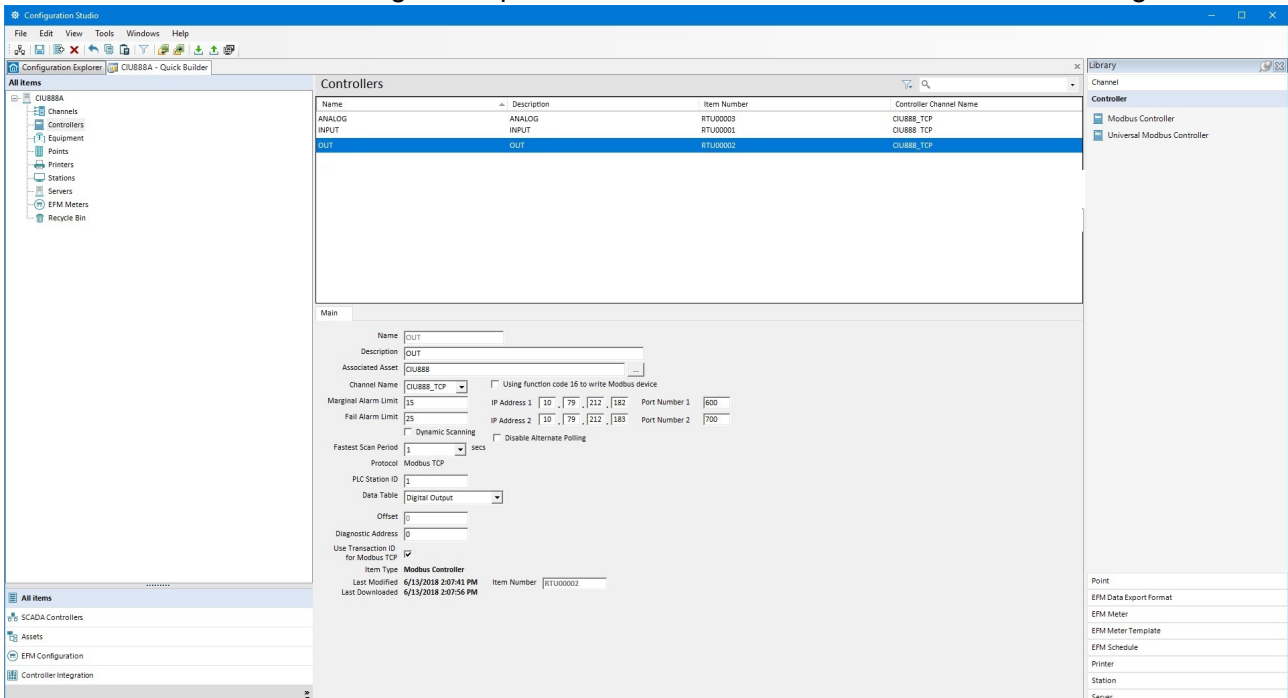 Configuration Studio
File Edit View Tools Windows Help
Configuration Explorer CIU888A - Quick Builder
All items
CIU888A
Channels
Controllers
Equipment
Points
Printers
Stations
Servers
EFM Meters
Recycle Bin
All items
SCADA Controllers
Assets
EFM Configuration
Controller Integration
»
Controllers
Name Description Item Number Controller Channel Name
ANALOG ANALOG RTU00003 CIU888_TCP
INPUT INPUT RTU00001 CIU888 TCP
OUT OUT RTU00002 CIU888_TCP
Main
Name OUT
Description OUT
Associated Asset CIU888 ...
Channel Name CIU888_TCP Using function code 16 to write Modbus device
Marginal Alarm Limit 15 IP Address 1 10 . 79 . 212 . 182 Port Number 1 600
Fail Alarm Limit 25 IP Address 2 10 . 79 . 212 . 183 Port Number 2 700
Dynamic Scanning Disable Alternate Polling
Fastest Scan Period 1 secs
Protocol Modbus TCP
PLC Station ID 1
Data Table Digital Output
Offset 0
Diagnostic Address 0
Use Transaction ID
for Modbus TCP
Item Type Modbus Controller
Last Modified 6/13/2018 2:07:41 PM Item Number RTU00002
Last Downloaded 6/13/2018 2:07:56 PM
Library
Channel
Controller
Modbus Controller
Universal Modbus Controller
Point
EFM Data Export Format
EFM Meter
EFM Meter Template
EFM Schedule
Printer
Station
Server